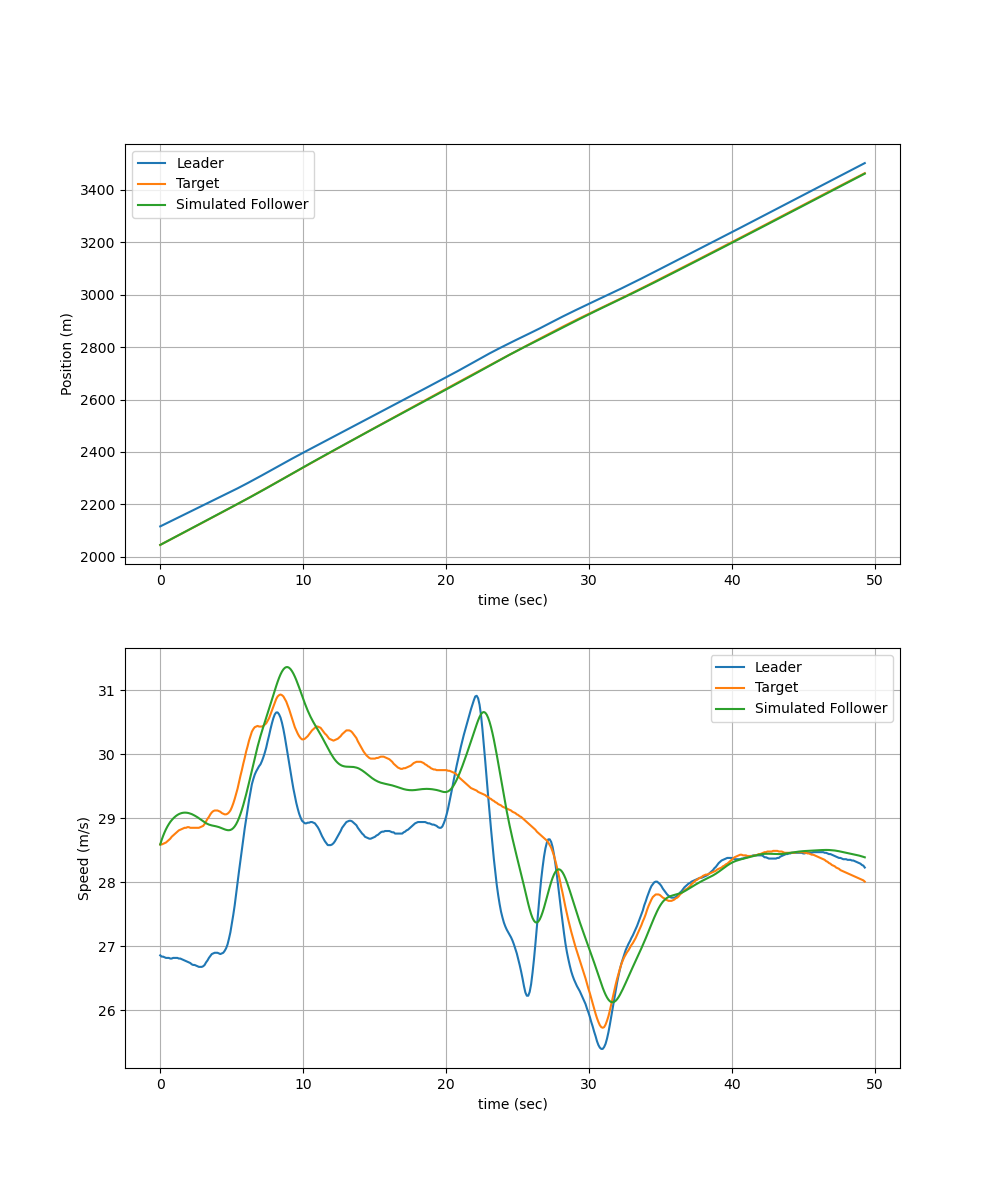 Leader
Target
Simulated Follower
3400
3200
3000
2800
2600
2400
2200
2000
Position (m)
0 10 20 30 40 50
time (sec)
Leader
Target
Simulated Follower
31
30
29
28
27
26
Speed (m/s)
0 10 20 30 40 50
time (sec)